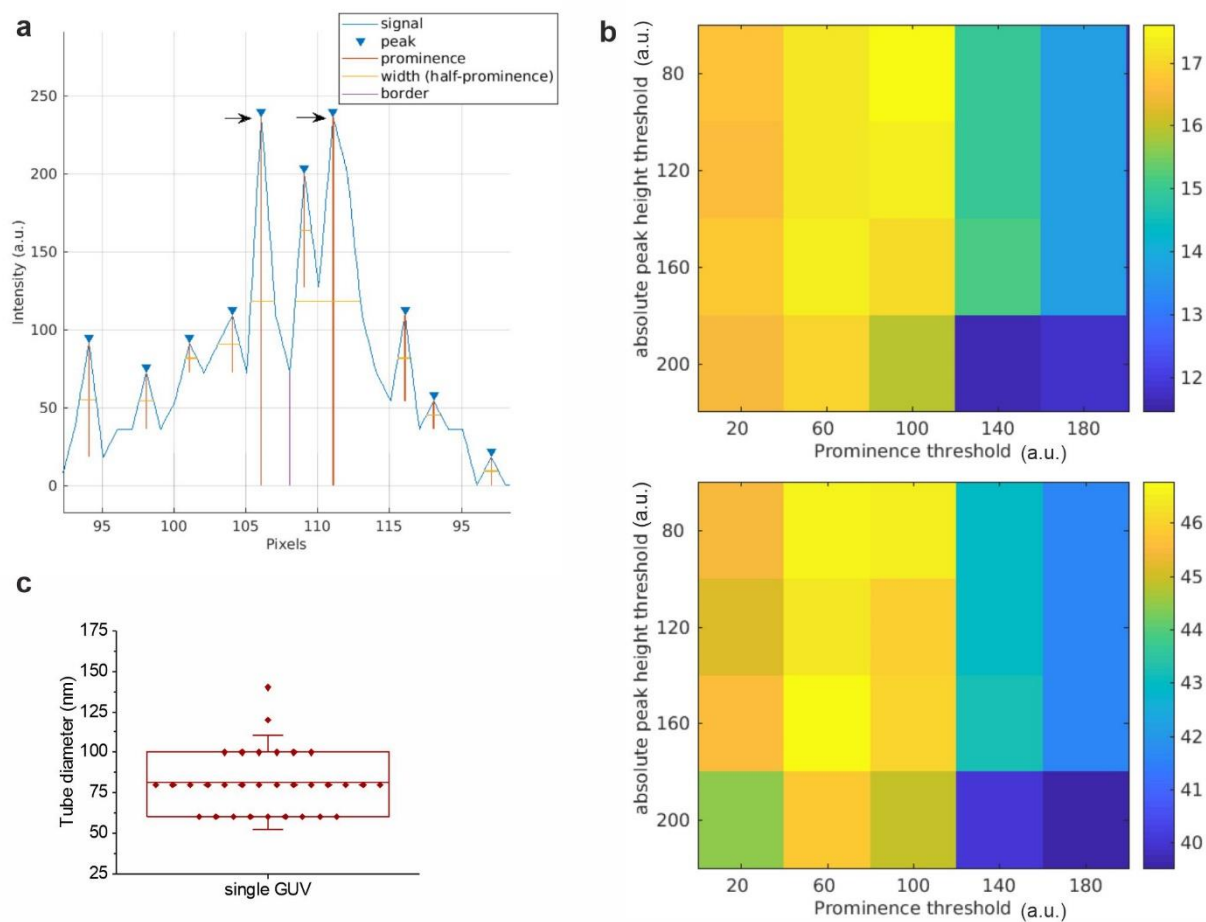 a
signal
peak
prominence
width (half-prominence)
border
250
200
150
100
50
0
Intensity (a.u.)
95 100 105 110 115 95
Pixels
b
80
120
160
200
absolute peak height threshold (a.u.)
20 60 100 140 180
Prominence threshold (a.u.)
17
16
15
14
13
12
80
120
160
200
absolute peak height threshold (a.u.)
20 60 100 140 180
Prominence threshold (a.u.)
46
45
44
43
42
41
40
c
175
150
125
100
75
50
25
Tube diameter (nm)
single GUV